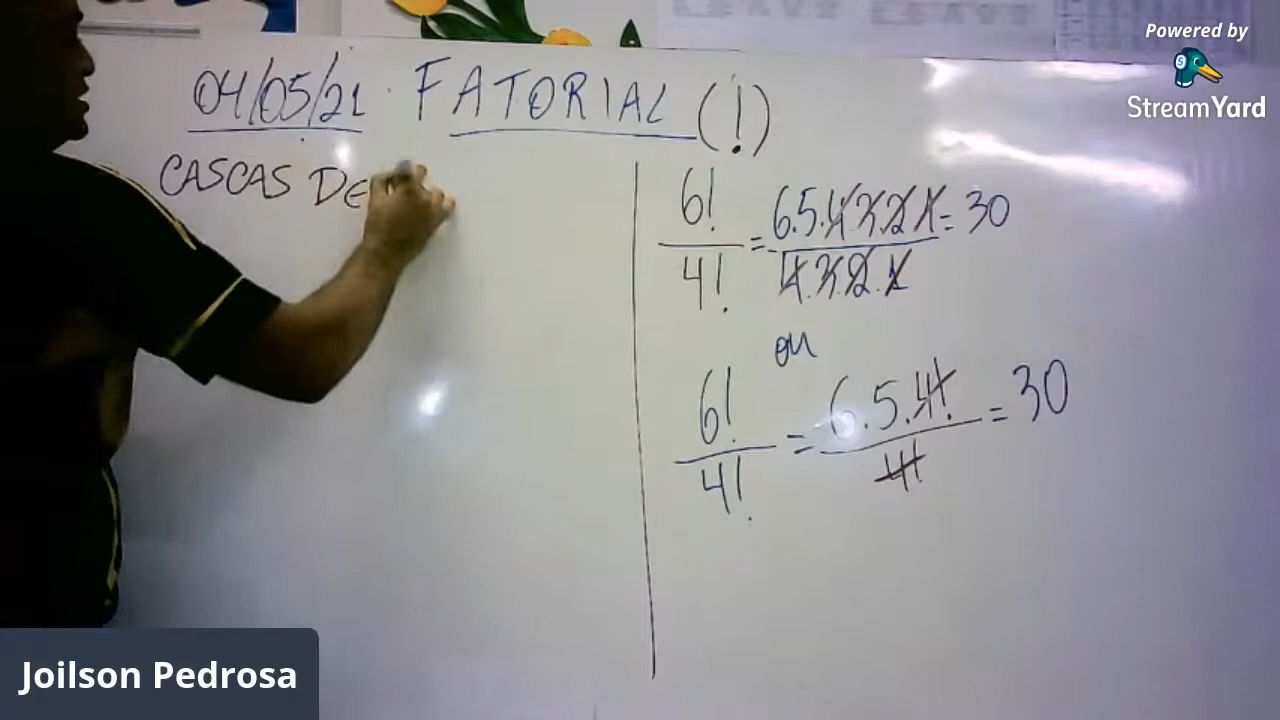 Powered by
StreamYard
04/05/21. FATORIAL (!)
CASCAS DE
6!/4! = 6.5.4.3.2.1/4.3.2.1 = 30
ou
6!/4! = 6.5.4!/4! = 30
Joilson Pedrosa